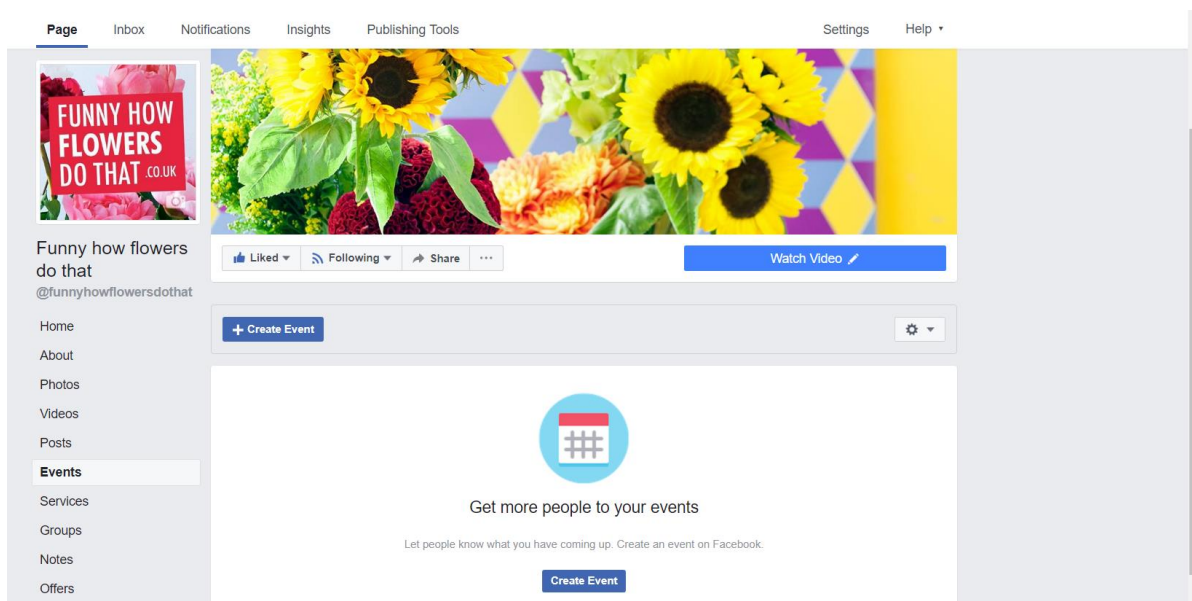 Page Inbox Notifications Insights Publishing Tools Settings Help
FUNNY HOW
FLOWERS
DO THAT .CO.UK
Funny how flowers
do that
@funnyhowflowersdothat
Liked Following Share ...
Watch Video
+ Create Event
Home
About
Photos
Videos
Posts
Events
Services
Groups
Notes
Offers
Get more people to your events
Let people know what you have coming up. Create an event on Facebook.
Create Event